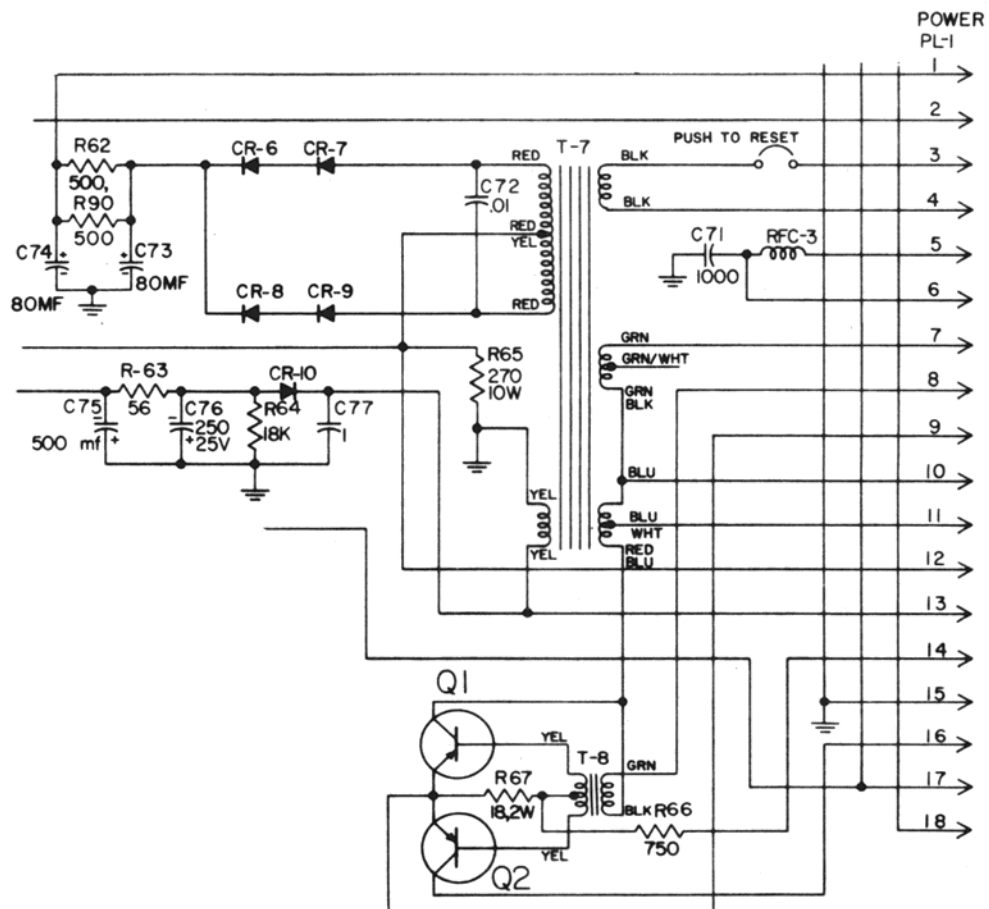 POWER
PL-1
1
2
PUSH TO RESET
3
R62
500,
CR-6
CR-7
RED
T-7
BLK
C72
.01
R90
500
BLK
4
RED
YEL
C74
C73
C71
RFC-3
5
1000
80MF
80MF
CR-8
CR-9
RED
6
GRN
7
R65
270
10W
GRN/WHT
R-63
56
CR-10
GRN
BLK
8
C75
500 mf
C76
250
25V
R64
18K
C77
1
9
BLU
10
YEL
BLU
WHT
11
YEL
RED
BLU
12
13
14
Q1
15
YEL
16
T-8
GRN
R67
18,2W
17
BLK
R66
750
18
YEL
Q2